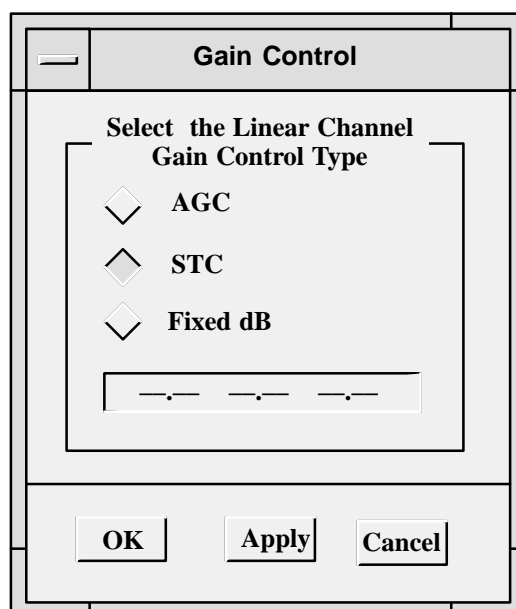 Gain Control
Select the Linear Channel
Gain Control Type
AGC
STC
Fixed dB
––.–– ––.–– ––.––
OK Apply Cancel